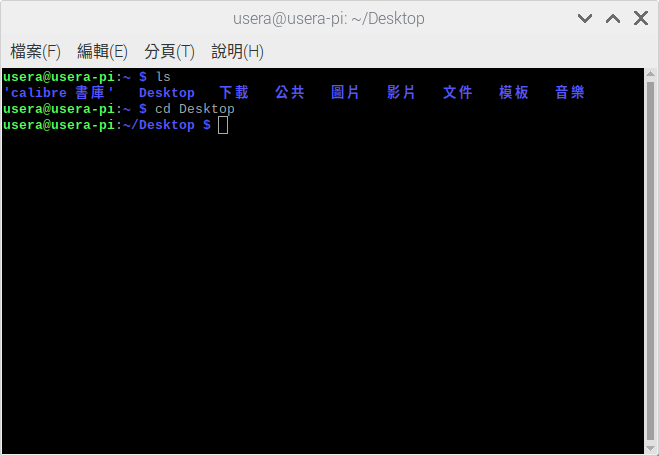 usera@usera-pi: ~/Desktop
檔案(F) 編輯(E) 分頁(T) 說明(H)
usera@usera-pi:~ $ ls
'calibre 書庫' Desktop 下載 公共 圖片 影片 文件 模板 音樂
usera@usera-pi:~ $ cd Desktop
usera@usera-pi:~/Desktop $